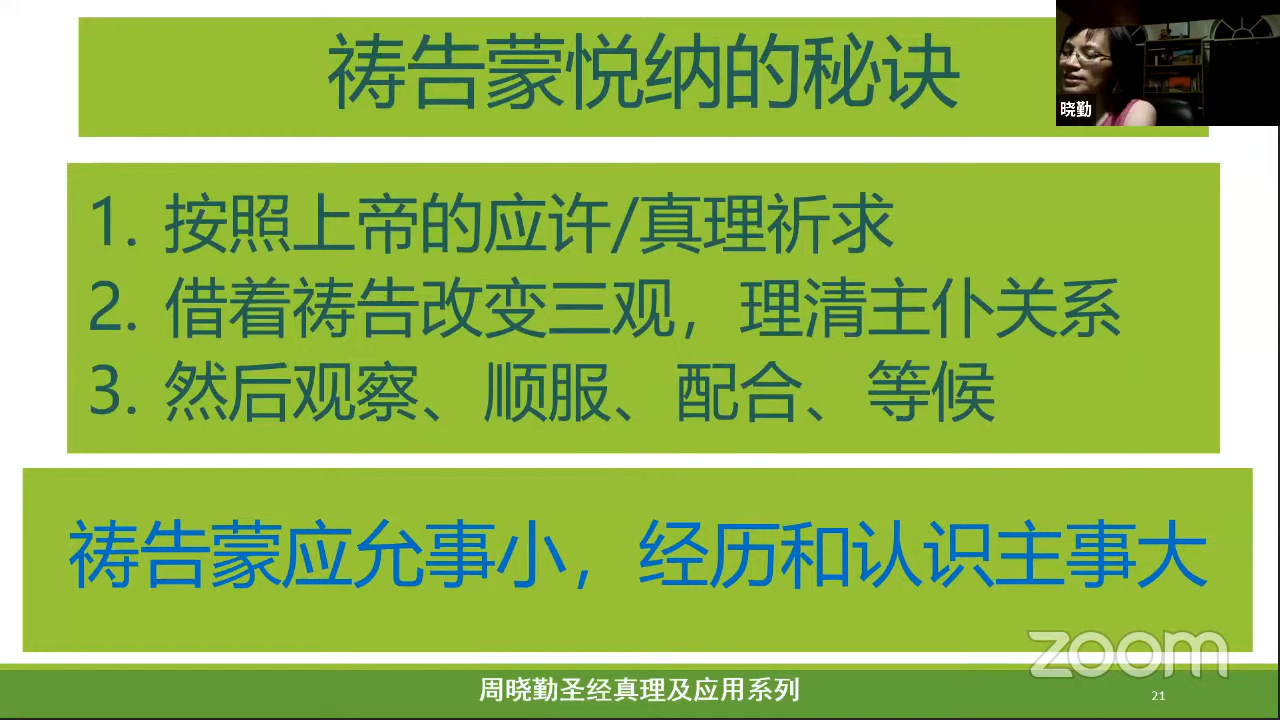 祷告蒙悦纳的秘诀
晓勤
1. 按照上帝的应许/真理祈求
2. 借着祷告改变三观，理清主仆关系
3. 然后观察、顺服、配合、等候
祷告蒙应允事小，经历和认识主事大
zoom
周晓勤圣经真理及应用系列
21